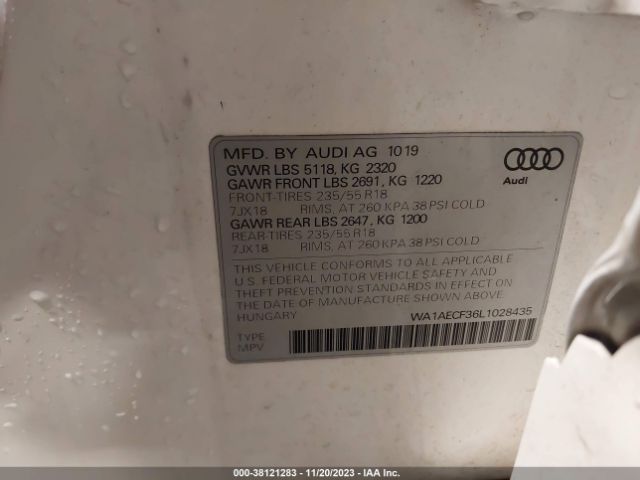 MFD. BY AUDI AG 1019
GVWR LBS 5118, KG 2320
GAWR FRONT LBS 2691, KG 1220
FRONT-TIRES 235/55 R18
7JX18 RIMS, AT 260 KPA 38 PSI COLD
GAWR REAR LBS 2647, KG 1200
REAR-TIRES 235/55 R18
7JX18 RIMS, AT 260 KPA 38 PSI COLD
THIS VEHICLE CONFORMS TO ALL APPLICABLE
U.S. FEDERAL MOTOR VEHICLE SAFETY AND
THEFT PREVENTION STANDARDS IN EFFECT ON
THE DATE OF MANUFACTURE SHOWN ABOVE.
HUNGARY
WA1AECF36L1028435
TYPE
MPV
Audi
000-38121283 - 11/20/2023 - IAA Inc.